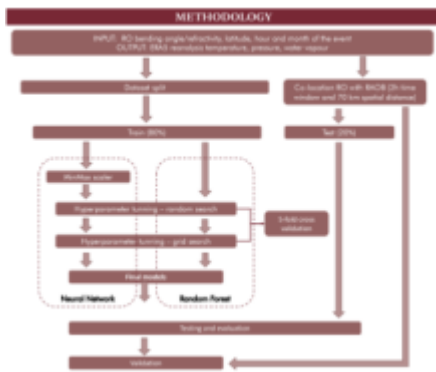 METHODOLOGY
INPUT: RO bending angle/refractivity, latitude, hour and month of the event
OUTPUT: ERA5 reanalysis temperature, pressure, water vapour
Dataset split
Co-location RO with RAOB (3h time
window and 70 km spatial distance)
Train (80%)
Test (20%)
MinMax scaler
Hyperparameter tunning - random search
5-fold cross
validation
Hyperparameter tunning - grid search
Final models
Neural Network
Random Forest
Testing and evaluation
Validation